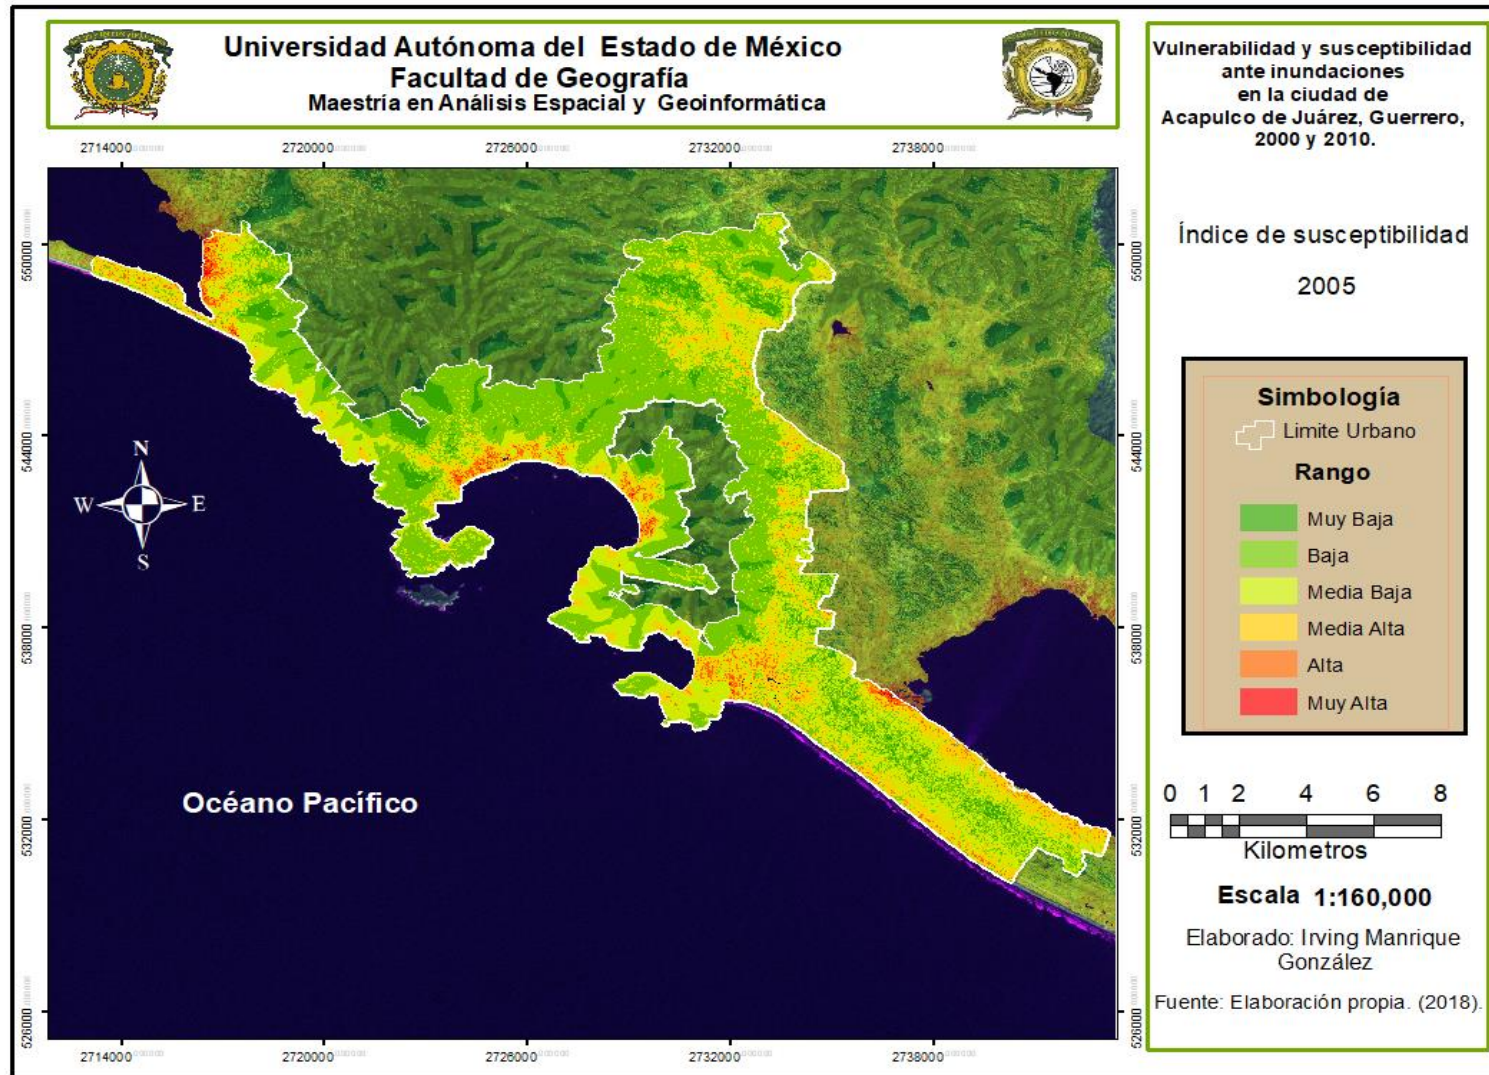 Universidad Autónoma del Estado de México
Facultad de Geografía
Maestría en Análisis Espacial y Geoinformática
Vulnerabilidad y susceptibilidad
ante inundaciones
en la ciudad de
Acapulco de Juárez, Guerrero,
2000 y 2010.
Índice de susceptibilidad
2005
2714000 2720000 2726000 2732000 2738000
550000 550000
544000 544000
N
W E
S
538000 538000
Océano Pacífico
532000 532000
526000 526000
2714000 2720000 2726000 2732000 2738000
Simbología
Limite Urbano
Rango
Muy Baja
Baja
Media Baja
Media Alta
Alta
Muy Alta
0 1 2 4 6 8
Kilometros
Escala 1:160,000
Elaborado: Irving Manrique
González
Fuente: Elaboración propia. (2018).